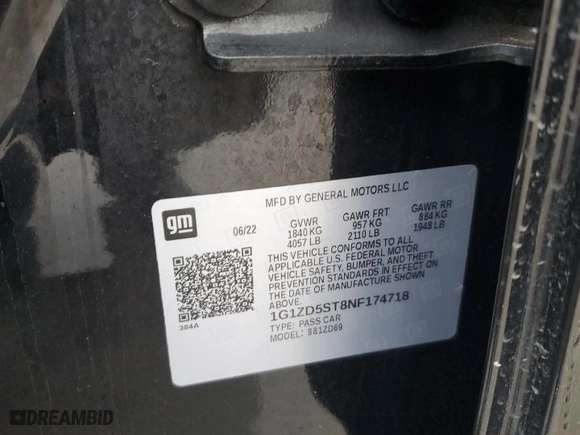 MFD BY GENERAL MOTORS LLC
gm
06/22
GVWR GAWR FRT GAWR RR
1840 KG 957 KG 884 KG
4057 LB 2110 LB 1948 LB
THIS VEHICLE CONFORMS TO ALL
APPLICABLE U.S. FEDERAL MOTOR
VEHICLE SAFETY, BUMPER, AND THEFT
PREVENTION STANDARDS IN EFFECT ON
THE DATE OF MANUFACTURE SHOWN
ABOVE.
384A
1G1ZD5ST8NF174718
TYPE: PASS CAR
MODEL: S81ZD69
DREAMBID